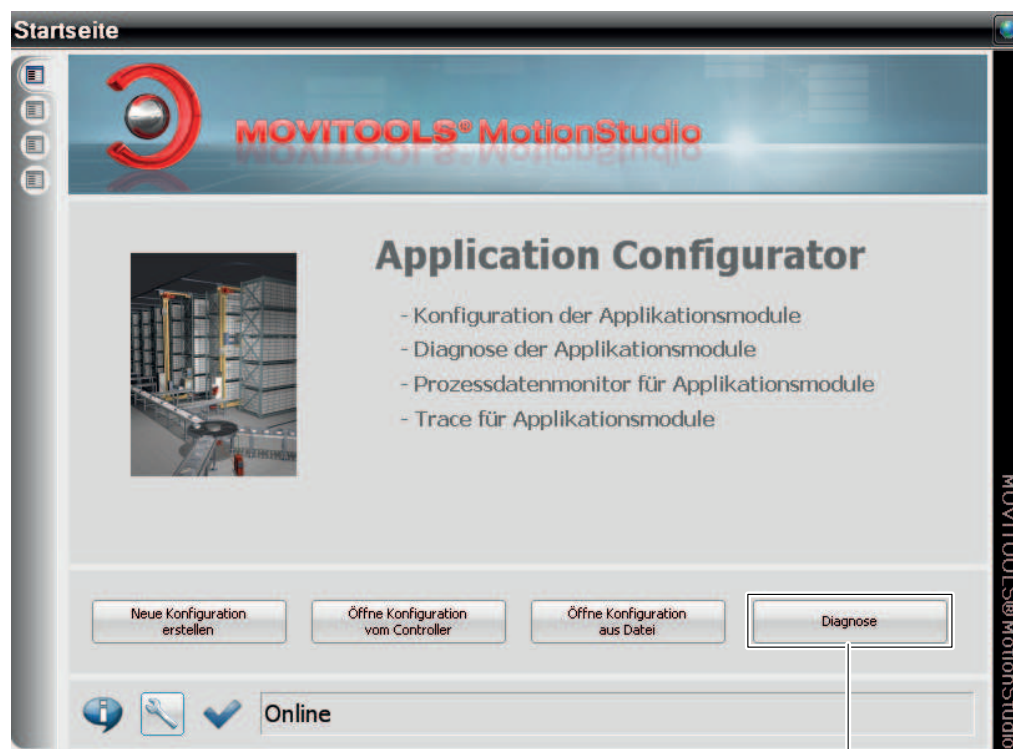 Startseite
MOVITOOLS® MotionStudio
Application Configurator
- Konfiguration der Applikationsmodule
- Diagnose der Applikationsmodule
- Prozessdatenmonitor für Applikationsmodule
- Trace für Applikationsmodule
Neue Konfiguration
erstellen
Öffne Konfiguration
vom Controller
Öffne Konfiguration
aus Datei
Diagnose
Online
MOVITOOLS® MotionStudio